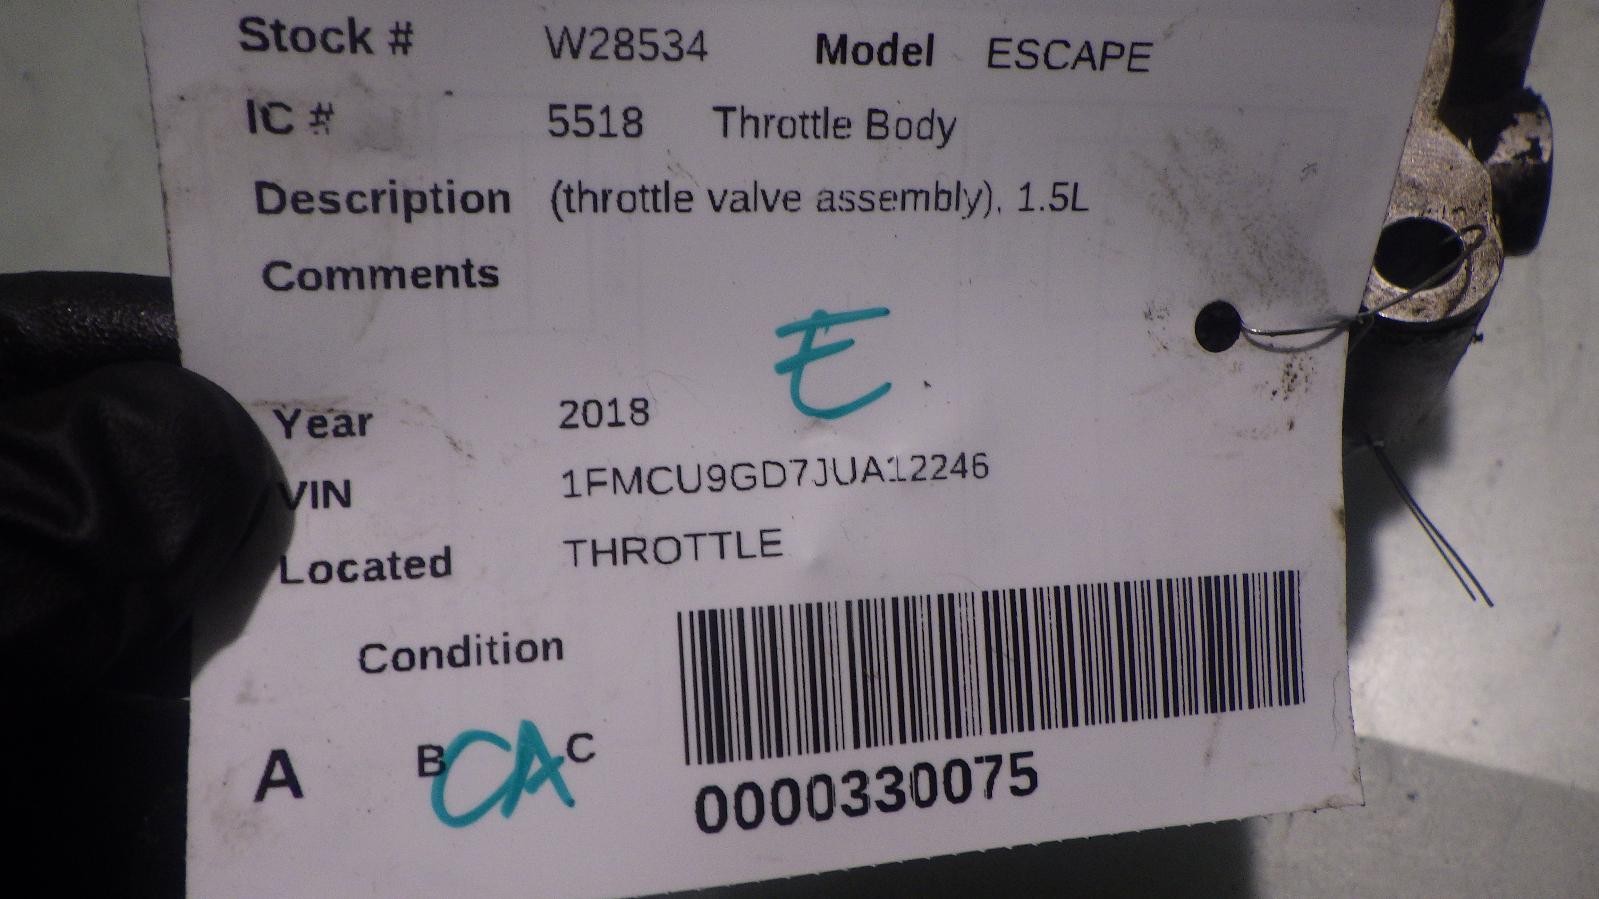 Stock # W28534 Model ESCAPE
IC # 5518 Throttle Body
Description (throttle valve assembly), 1.5L
Comments
E
Year 2018
VIN 1FMCU9GD7JUA12246
Located THROTTLE
Condition
A B CA C
0000330075